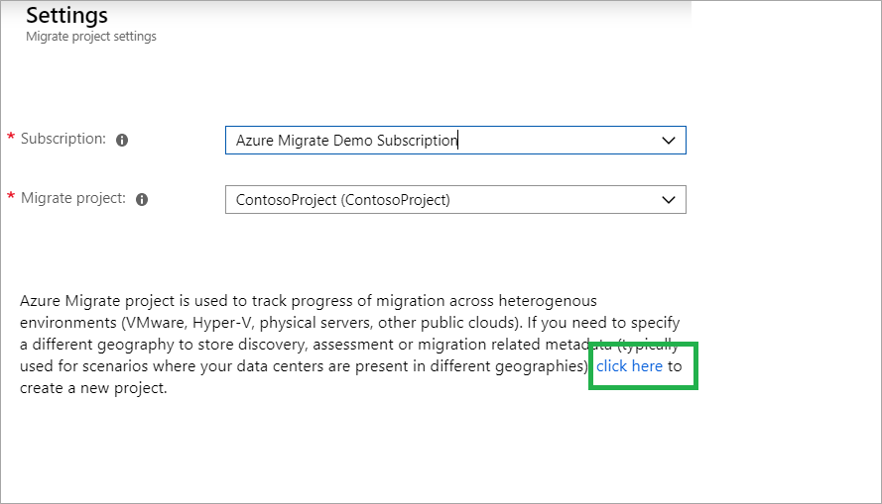 Settings
Migrate project settings
* Subscription:
Azure Migrate Demo Subscription
* Migrate project:
ContosoProject (ContosoProject)
Azure Migrate project is used to track progress of migration across heterogenous
environments (VMware, Hyper-V, physical servers, other public clouds). If you need to specify
a different geography to store discovery, assessment or migration related metadata (typically
used for scenarios where your data centers are present in different geographies) click here to
create a new project.